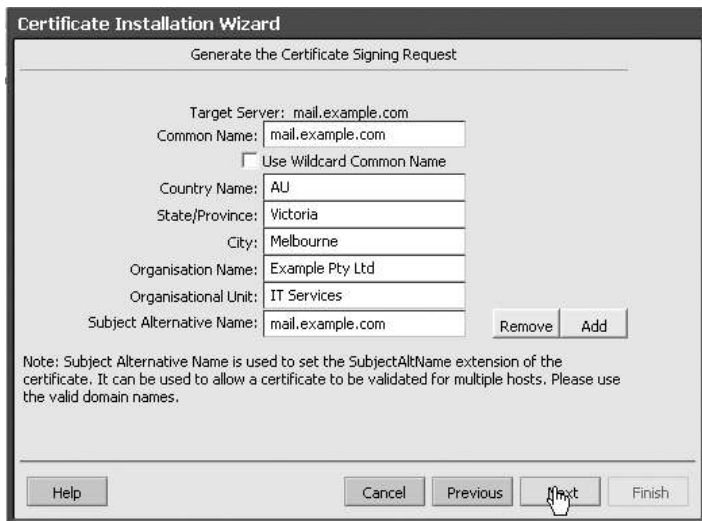 Certificate Installation Wizard
Generate the Certificate Signing Request
Target Server: mail.example.com
Common Name: mail.example.com
Use Wildcard Common Name
Country Name: AU
State/Province: Victoria
City: Melbourne
Organisation Name: Example Pty Ltd
Organisational Unit: IT Services
Subject Alternative Name: mail.example.com Remove Add
Note: Subject Alternative Name is used to set the SubjectAltName extension of the
certificate. It can be used to allow a certificate to be validated for multiple hosts. Please use
the valid domain names.
Help Cancel Previous Next Finish